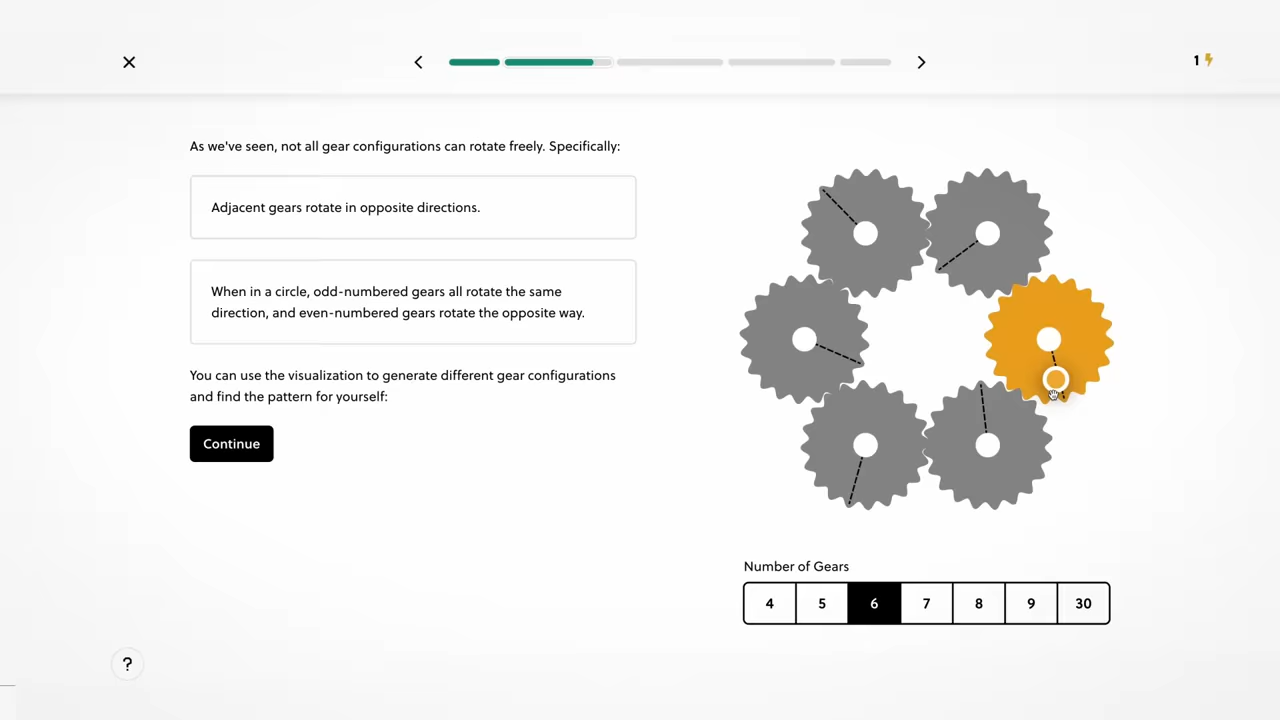 1
As we've seen, not all gear configurations can rotate freely. Specifically:
Adjacent gears rotate in opposite directions.
When in a circle, odd-numbered gears all rotate the same
direction, and even-numbered gears rotate the opposite way.
You can use the visualization to generate different gear configurations
and find the pattern for yourself:
Continue
Number of Gears
4 5 6 7 8 9 30
?